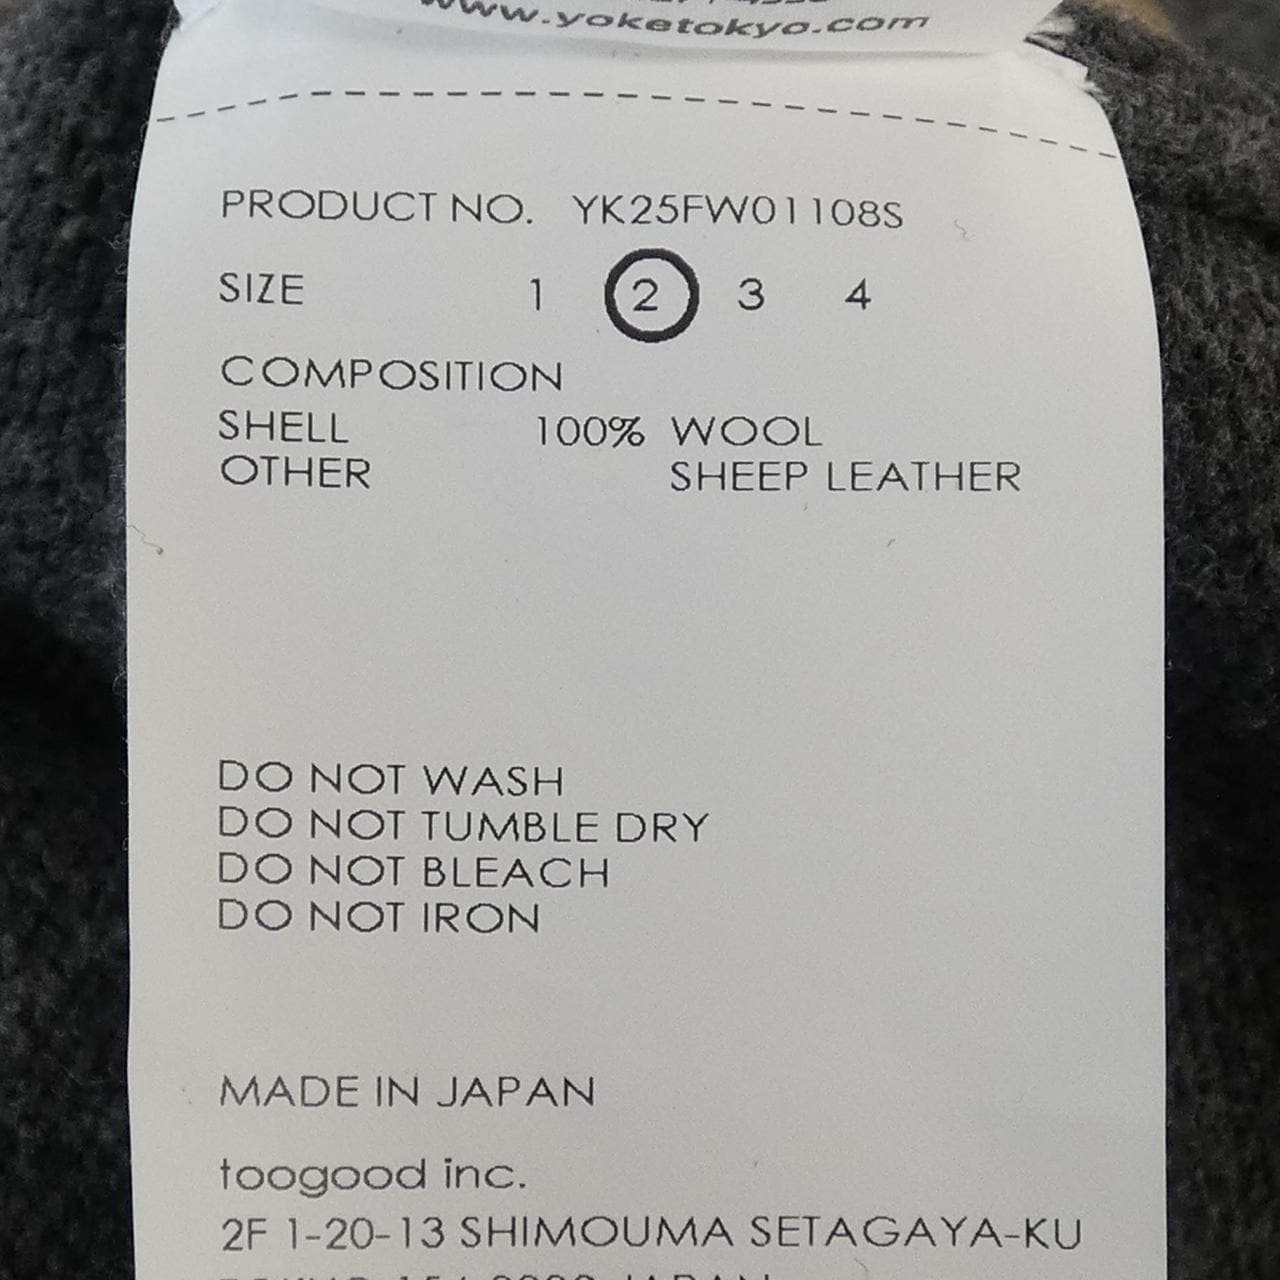 www.yoketokyo.com
PRODUCT NO. YK25FW01108S
SIZE 1 2 3 4
COMPOSITION
SHELL 100% WOOL
OTHER SHEEP LEATHER
DO NOT WASH
DO NOT TUMBLE DRY
DO NOT BLEACH
DO NOT IRON
MADE IN JAPAN
toogood inc.
2F 1-20-13 SHIMOUMA SETAGAYA-KU